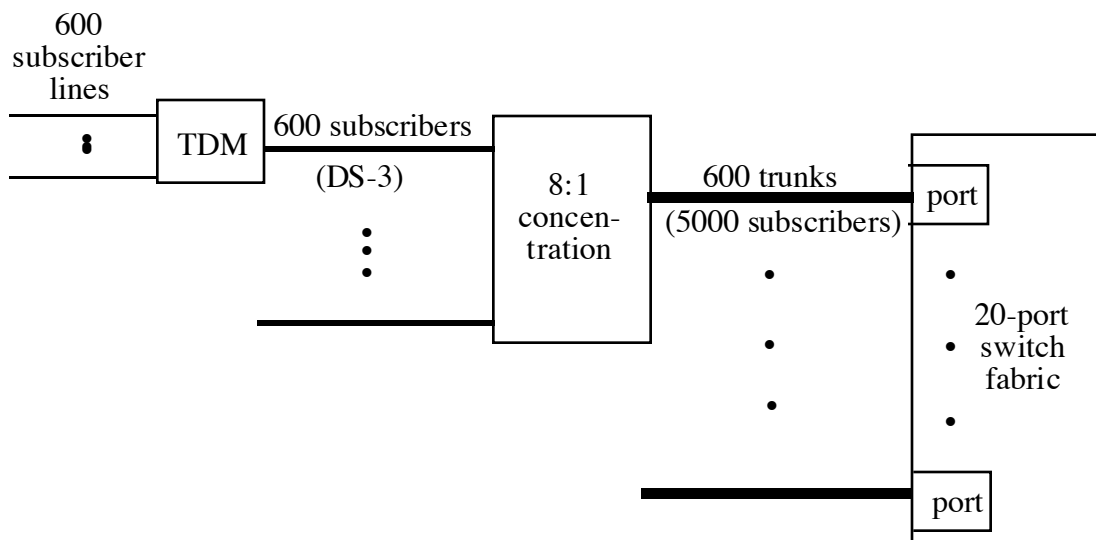 600
subscriber
lines
TDM
600 subscribers
(DS-3)
8:1
concen-
tration
600 trunks
(5000 subscribers)
port
20-port
switch
fabric
port